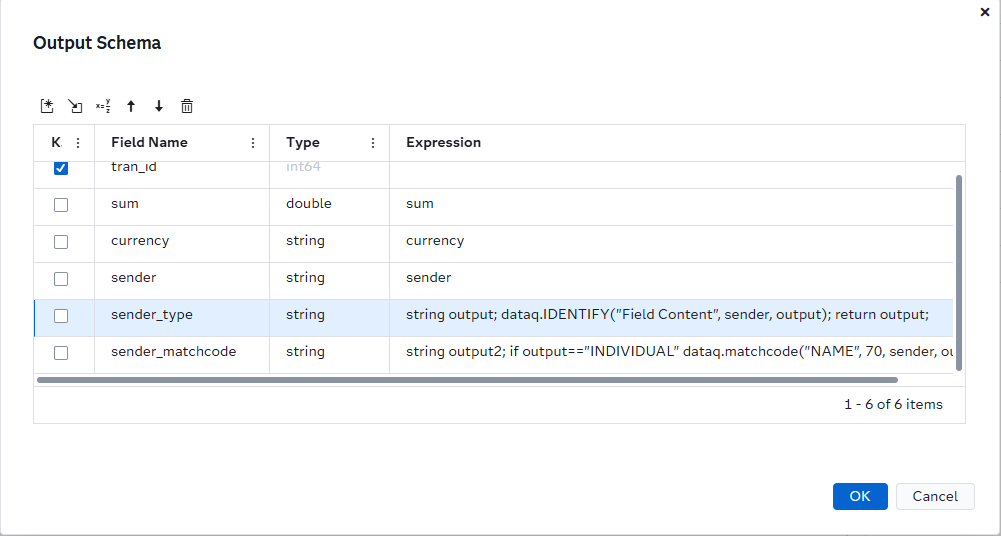 Output Schema
K. Field Name Type Expression
tran_id int64
sum double sum
currency string currency
sender string sender
sender_type string string output; dataq.IDENTIFY("Field Content", sender, output); return output;
sender_matchcode string string output2; if output=="INDIVIDUAL" dataq.matchcode("NAME", 70, sender, ou
1 - 6 of 6 items
OK Cancel